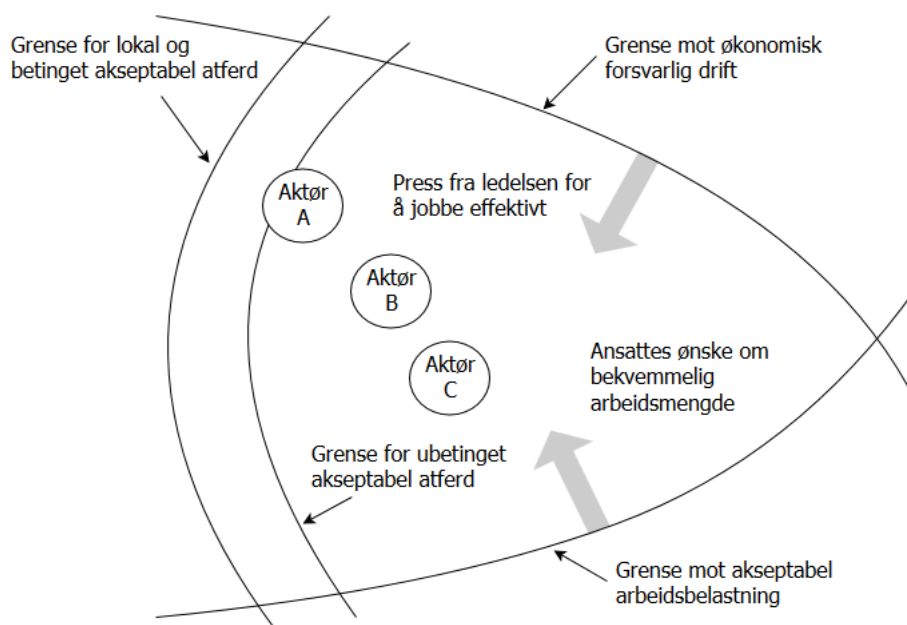 Grense for lokal og
betinget akseptabel atferd
Grense mot økonomisk
forsvarlig drift
Aktør
A
Press fra ledelsen for
å jobbe effektivt
Aktør
B
Aktør
C
Ansattes ønske om
bekvemmelig
arbeidsmengde
Grense for ubetinget
akseptabel atferd
Grense mot akseptabel
arbeidsbelastning